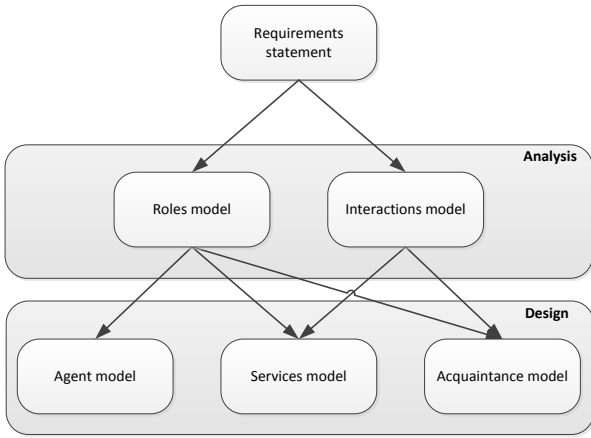 Requirements
statement
Analysis
Roles model
Interactions model
Design
Agent model
Services model
Acquaintance model